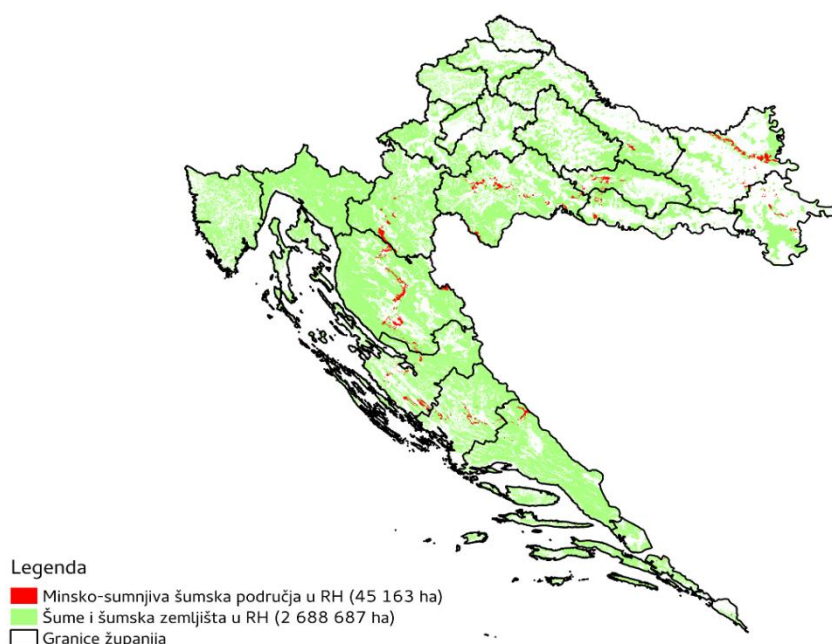 Legenda
Minsko-sumnjiva šumska područja u RH (45 163 ha)
Šume i šumska zemljišta u RH (2 688 687 ha)
Granice županija